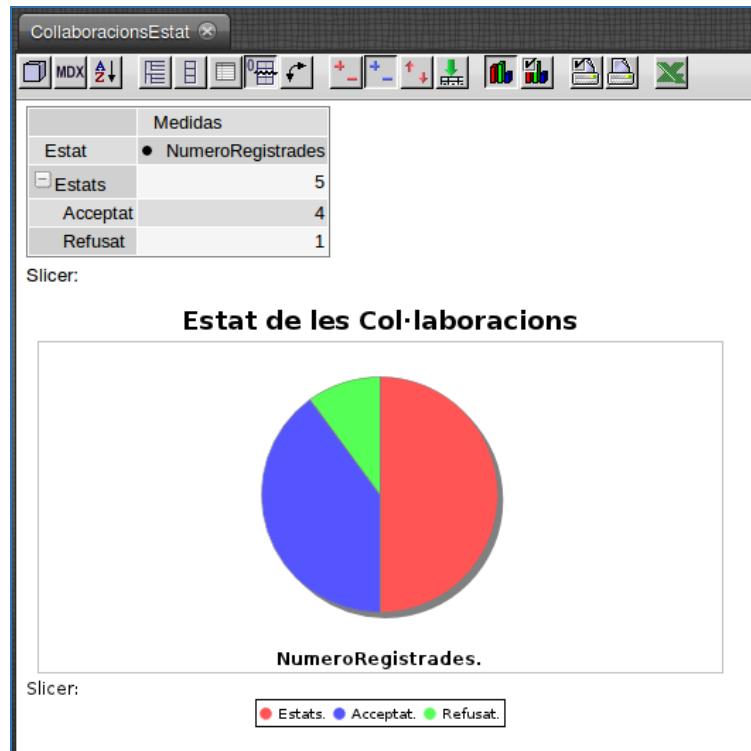 CollaboracionsEstat
MDX
Medidas
Estat NumeroRegistrades
Estats 5
Acceptat 4
Refusat 1
Slicer:
Estat de les Col·laboracions
NumeroRegistrades.
Slicer:
Estats. Acceptat. Refusat.